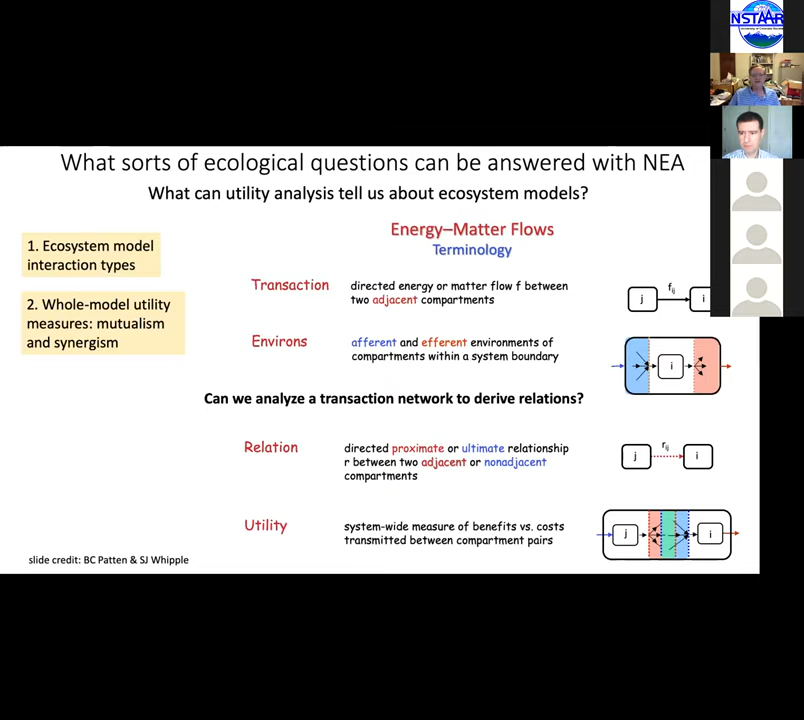 NSTAAR
What sorts of ecological questions can be answered with NEA
What can utility analysis tell us about ecosystem models?
1. Ecosystem model
interaction types
2. Whole-model utility
measures: mutualism
and synergism
Energy–Matter Flows
Terminology
Transaction
directed energy or matter flow f between
two adjacent compartments
j
fij
i
Environs
afferent and efferent environments of
compartments within a system boundary
i
Can we analyze a transaction network to derive relations?
Relation
directed proximate or ultimate relationship
r between two adjacent or nonadjacent
compartments
j
rij
i
Utility
system-wide measure of benefits vs. costs
transmitted between compartment pairs
j
i
slide credit: BC Patten & SJ Whipple